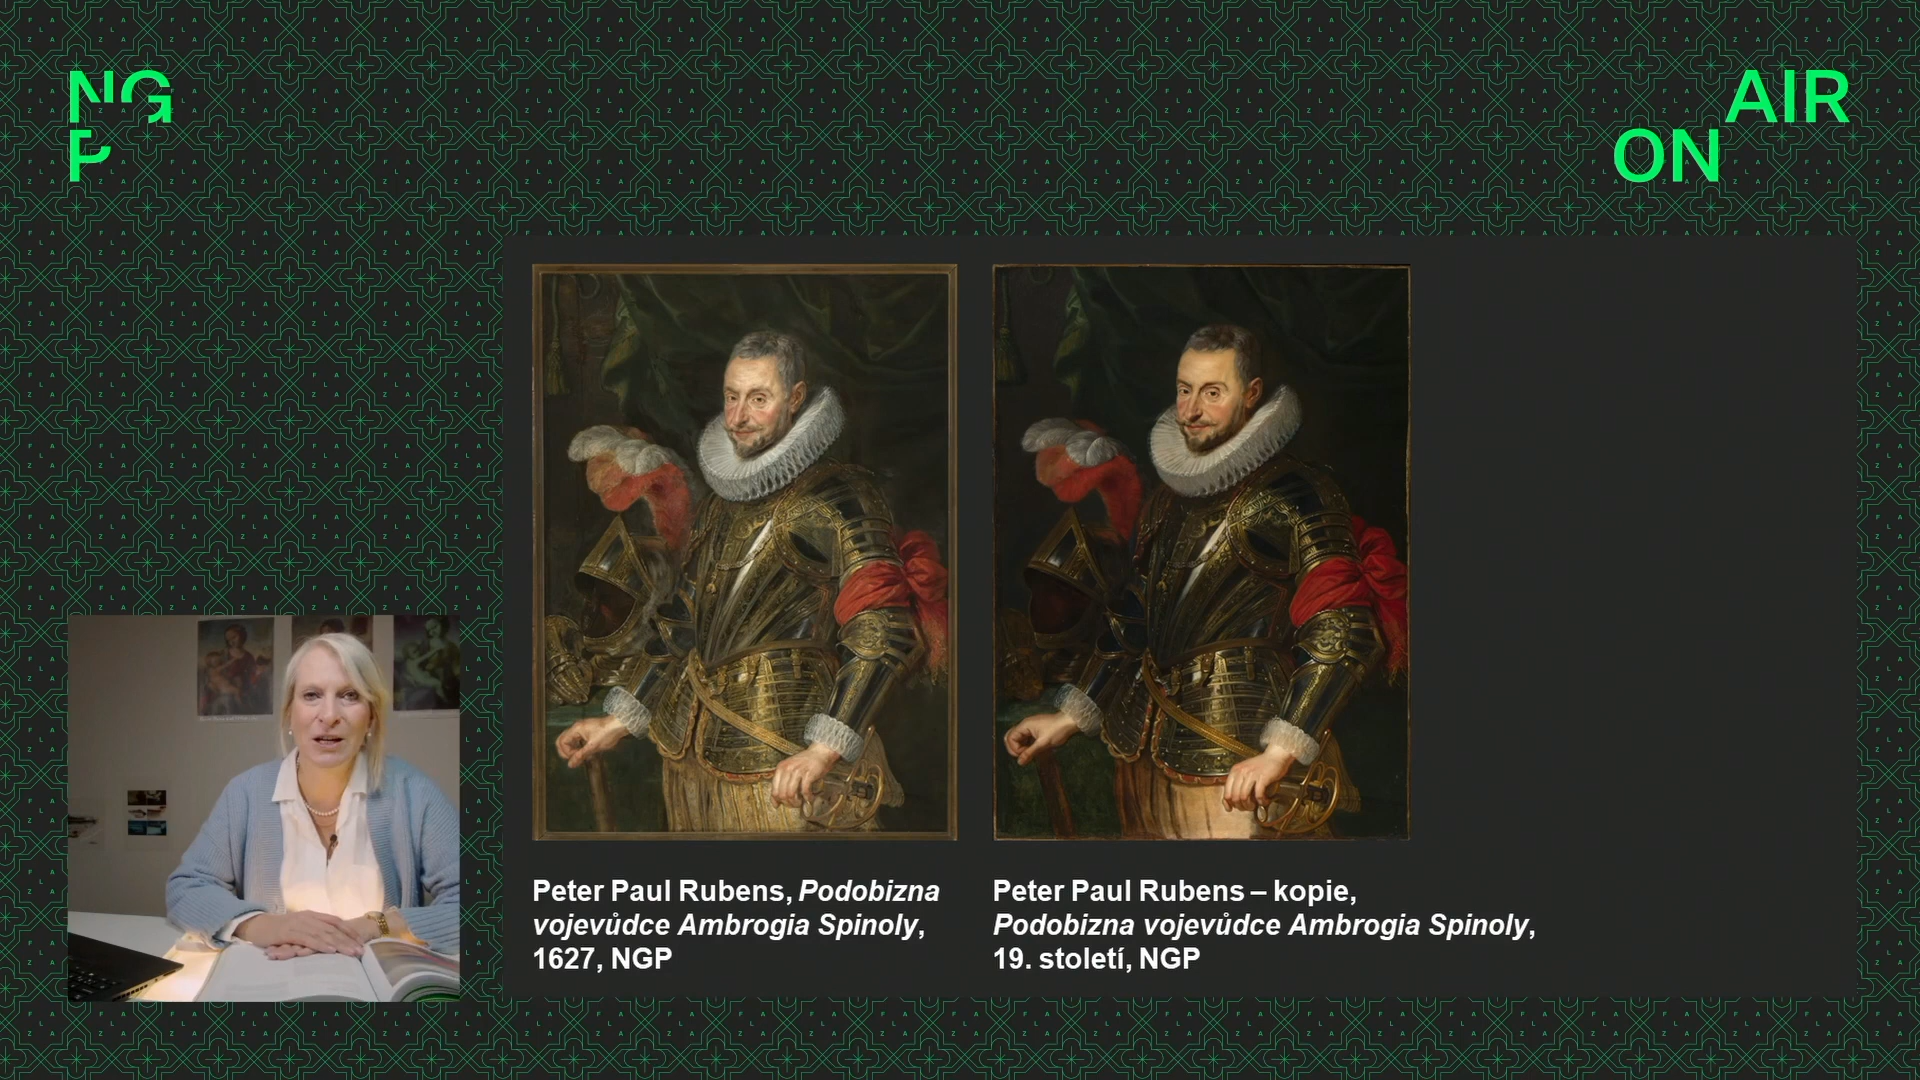 NG
P
AIR
ON
Peter Paul Rubens, Podobizna
vojevůdce Ambrogia Spinoly,
1627, NGP
Peter Paul Rubens – kopie,
Podobizna vojevůdce Ambrogia Spinoly,
19. století, NGP